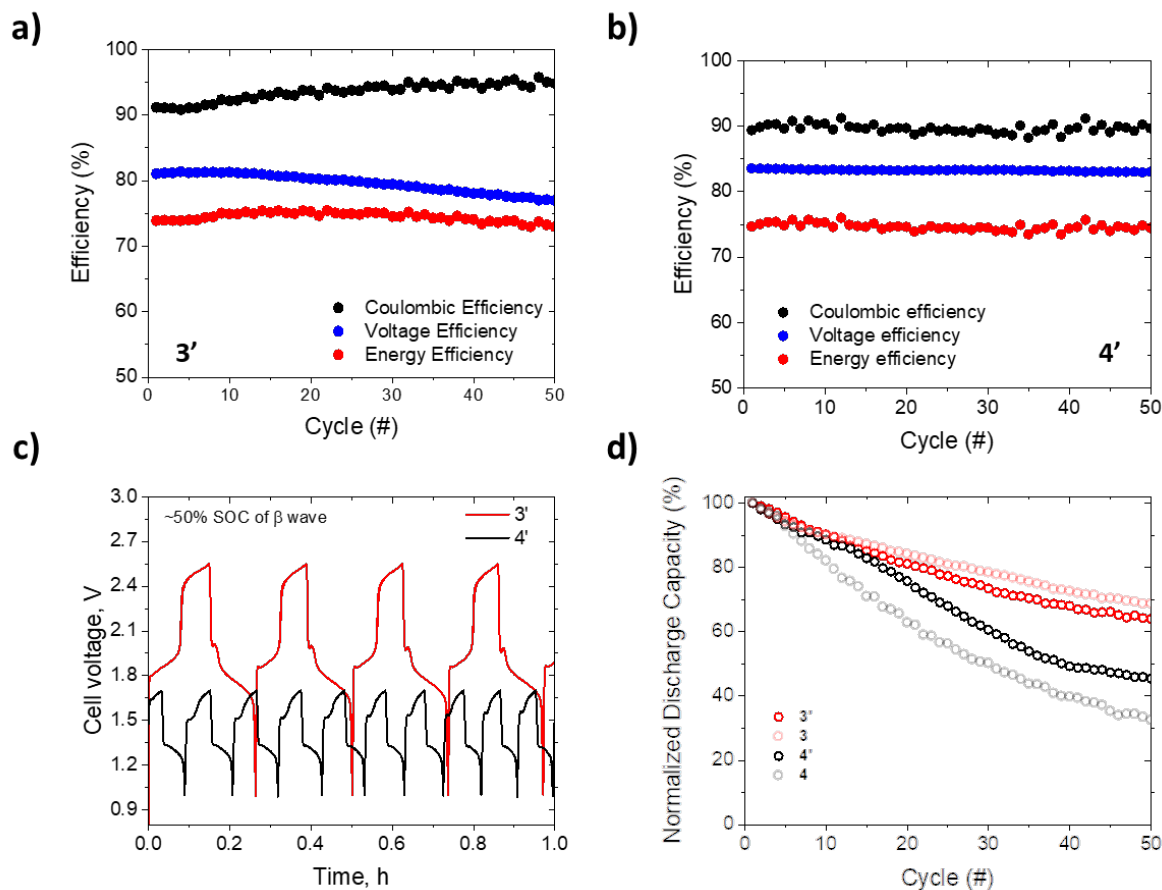 a)
100
90
80
70
60
50
Efficiency (%)
Coulombic Efficiency
Voltage Efficiency
Energy Efficiency
3’
0 10 20 30 40 50
Cycle (#)
b)
100
95
90
85
80
75
70
65
60
55
50
Efficiency (%)
Coulombic efficiency
Voltage efficiency
Energy efficiency
4’
0 10 20 30 40 50
Cycle (#)
c)
3.0
2.7
2.4
2.1
1.8
1.5
1.2
0.9
Cell voltage, V
~50% SOC of β wave
3'
4'
0.0 0.2 0.4 0.6 0.8 1.0
Time, h
d)
100
80
60
40
20
0
Normalized Discharge Capacity (%)
3'
3
4'
4
0 10 20 30 40 50
Cycle (#)